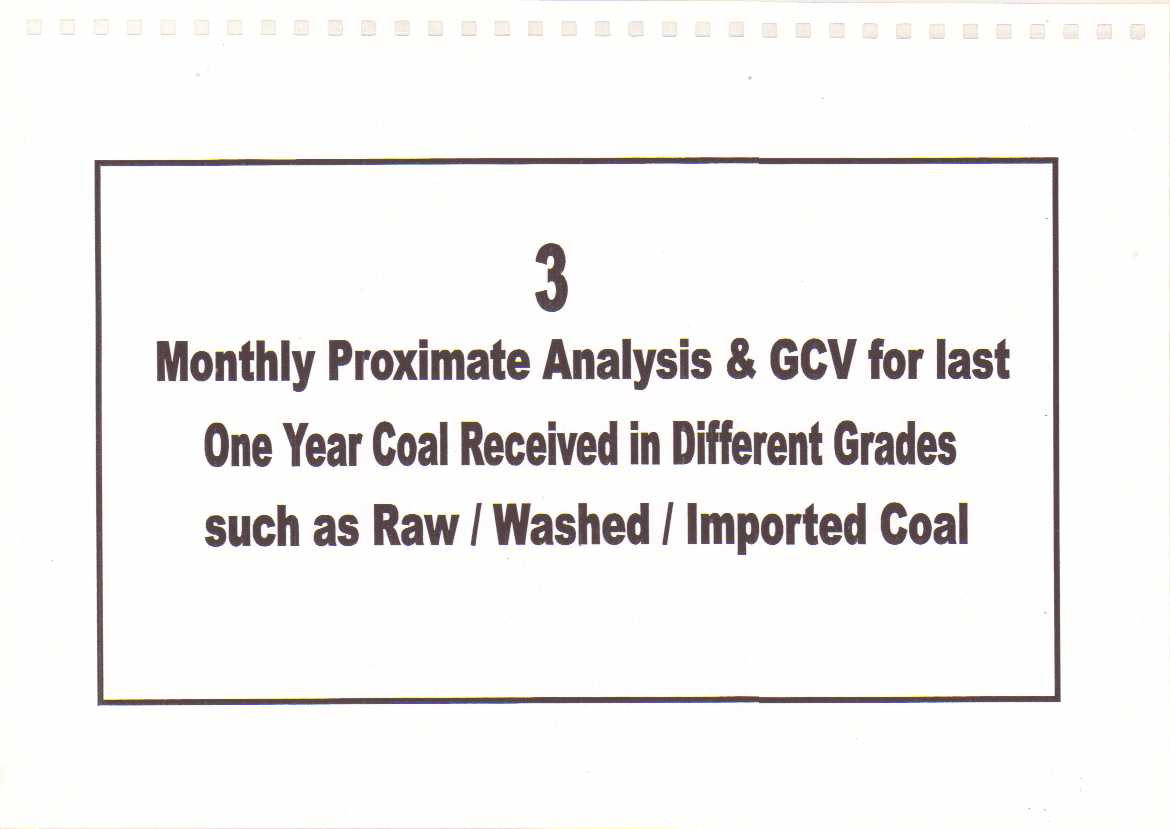 3
Monthly Proximate Analysis & GCV for last
One Year Coal Received in Different Grades
such as Raw / Washed / Imported Coal